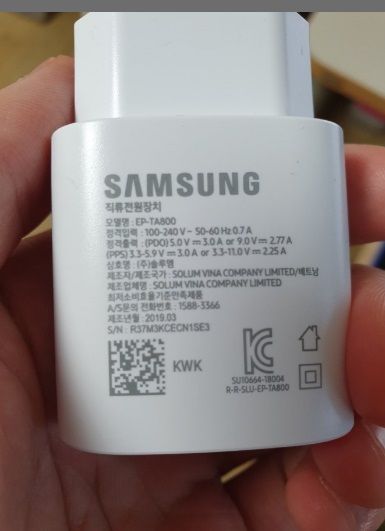 SAMSUNG
직류전원장치
모델명 : EP-TA800
정격입력 : 100-240 V~ 50-60 Hz 0.7 A
정격출력 : (PDO) 5.0 V⎓ 3.0 A or 9.0 V⎓ 2.77 A
(PPS) 3.3-5.9 V⎓ 3.0 A or 3.3-11.0 V⎓ 2.25 A
상호명 : (주)솔루엠
제조자/제조국가 : SOLUM VINA COMPANY LIMITED/베트남
제조업체명 : SOLUM VINA COMPANY LIMITED
최저소비효율기준만족제품
A/S문의 전화번호 : 1588-3366
제조년월 : 2019.03
S/N : R37M3KCECN1SE3
KWK
SU10664-18004
R-R-SLU-EP-TA800